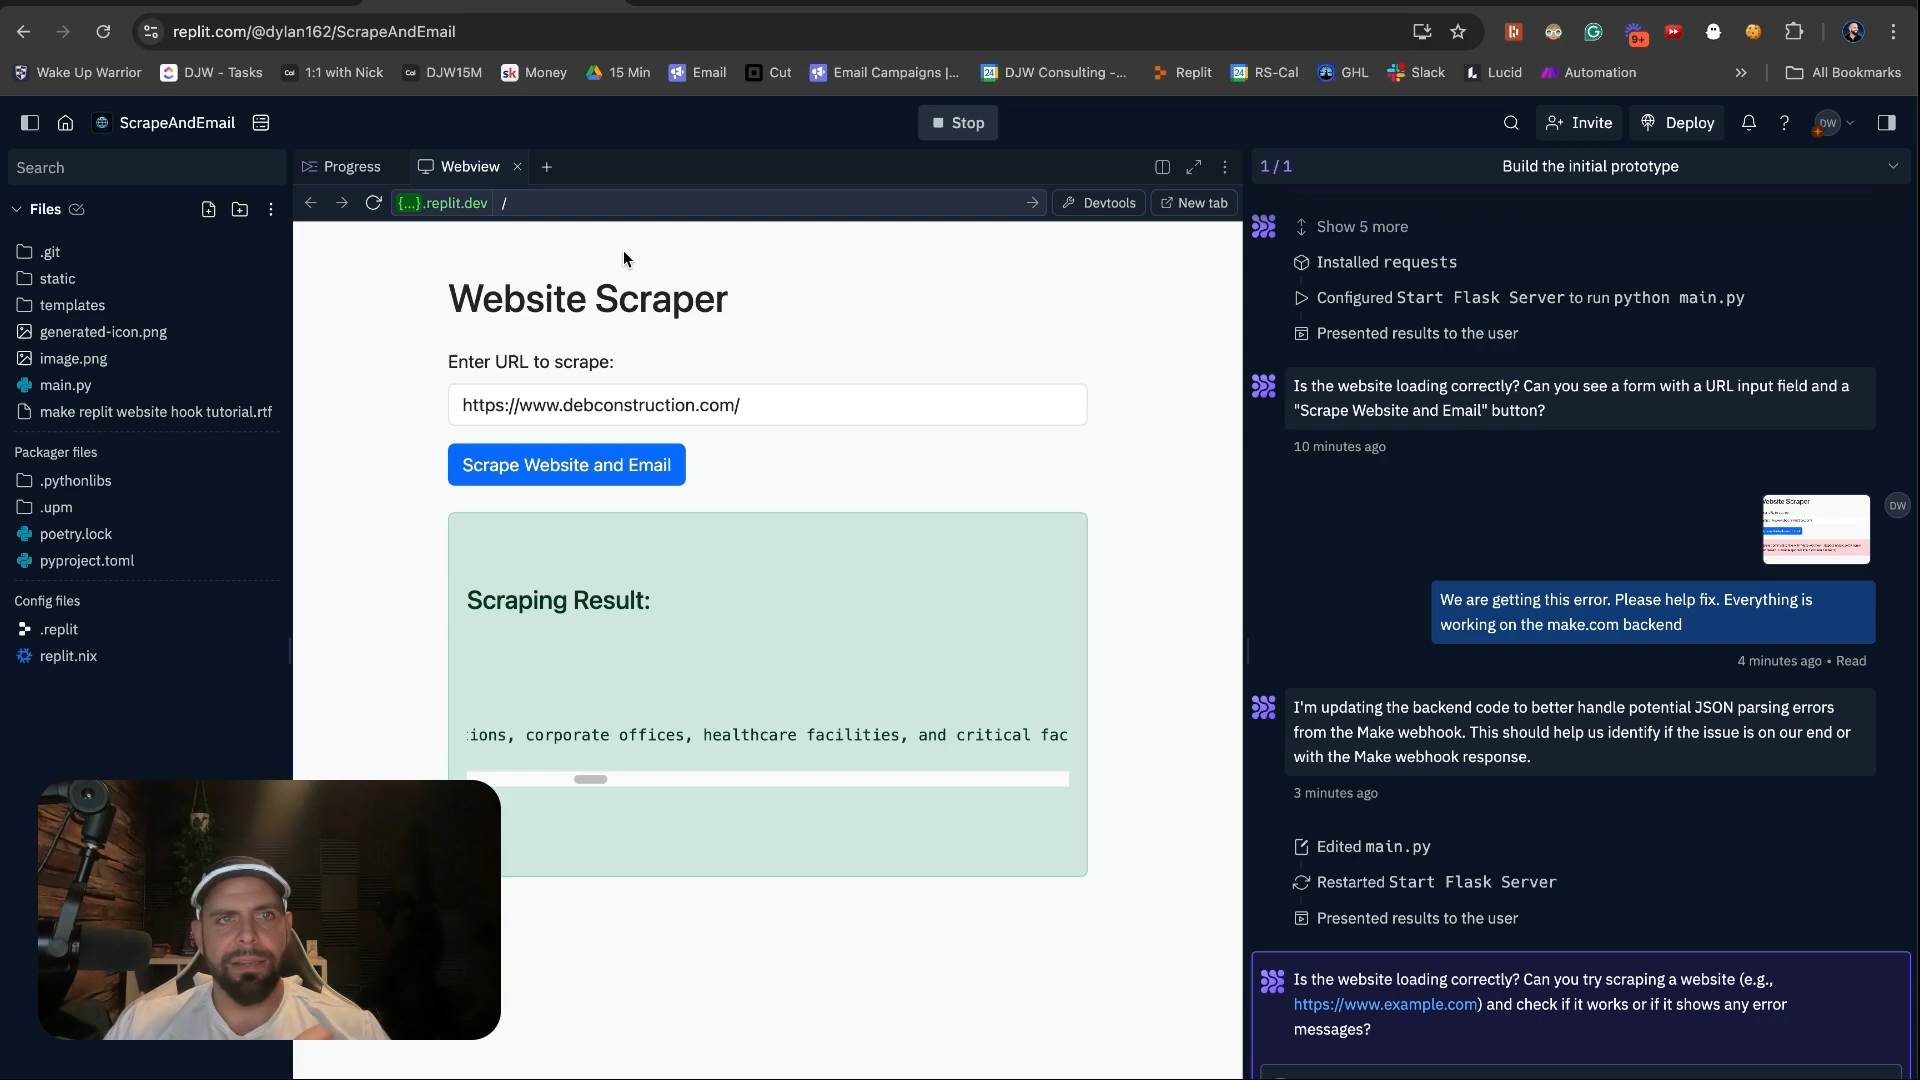 replit.com/@dylan162/ScrapeAndEmail
9+
Wake Up Warrior
DJW - Tasks
Cal
1:1 with Nick
Cal
DJW15M
sk
Money
15 Min
Email
Cut
Email Campaigns |...
24
DJW Consulting -...
Replit
24
RS-Cal
GHL
Slack
Lucid
Automation
All Bookmarks
ScrapeAndEmail
Stop
Invite
Deploy
DW
Search
Progress
Webview
1 / 1
Build the initial prototype
Files
{...}.replit.dev
/
Devtools
New tab
.git
static
templates
generated-icon.png
image.png
main.py
make replit website hook tutorial.rtf
Packager files
.pythonlibs
.upm
poetry.lock
pyproject.toml
Config files
.replit
replit.nix
Website Scraper
Enter URL to scrape:
https://www.debconstruction.com/
Scrape Website and Email
Scraping Result:
ions, corporate offices, healthcare facilities, and critical fac
Show 5 more
Installed requests
Configured Start Flask Server to run python main.py
Presented results to the user
Is the website loading correctly? Can you see a form with a URL input field and a
"Scrape Website and Email" button?
10 minutes ago
Website Scraper
DW
We are getting this error. Please help fix. Everything is
working on the make.com backend
4 minutes ago • Read
I'm updating the backend code to better handle potential JSON parsing errors
from the Make webhook. This should help us identify if the issue is on our end or
with the Make webhook response.
3 minutes ago
Edited main.py
Restarted Start Flask Server
Presented results to the user
Is the website loading correctly? Can you try scraping a website (e.g.,
https://www.example.com) and check if it works or if it shows any error
messages?